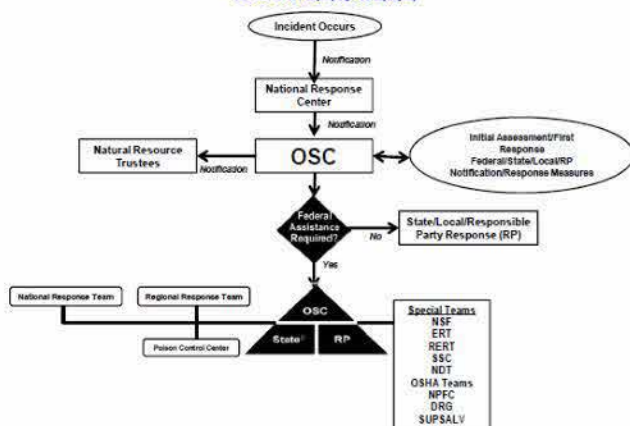 Incident Occurs
Notification
National Response
Center
Notification
Natural Resource
Trustees
Notification
OSC
Initial Assessment/First
Response
Federal/State/Local/RP
Notification/Response Measures
Federal
Assistance
Required?
No
State/Local/Responsible
Party Response (RP)
Yes
National Response Team
Regional Response Team
Poison Control Center
OSC
State
RP
Special Teams
NSF
ERT
RERT
SSC
NDT
OSHA Teams
NPFC
DRG
SUPSALV